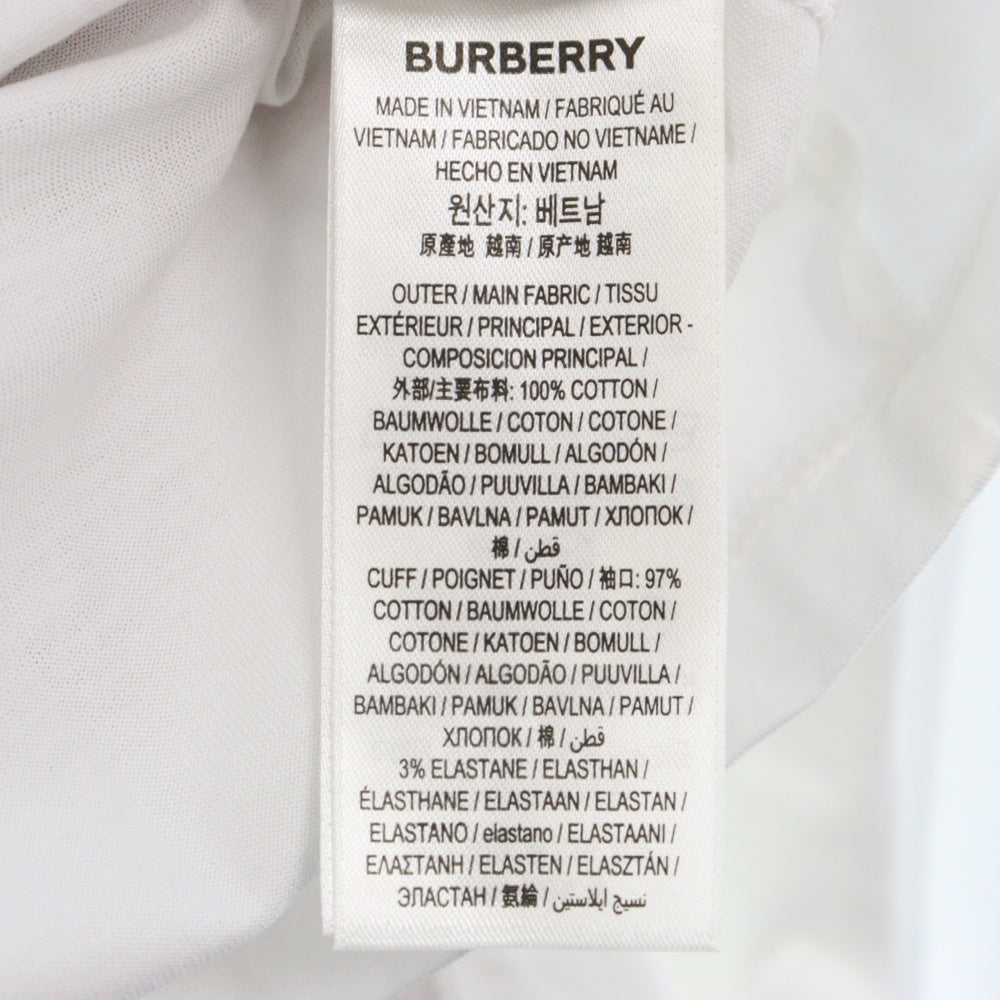 BURBERRY
MADE IN VIETNAM / FABRIQUÉ AU
VIETNAM / FABRICADO NO VIETNAME /
HECHO EN VIETNAM
원산지: 베트남
原產地 越南 / 原产地 越南
OUTER / MAIN FABRIC / TISSU
EXTÉRIEUR / PRINCIPAL / EXTERIOR -
COMPOSICION PRINCIPAL /
外部/主要布料: 100% COTTON /
BAUMWOLLE / COTON / COTONE /
KATOEN / BOMULL / ALGODÓN /
ALGODÃO / PUUVILLA / BAMBAKI /
PAMUK / BAVLNA / PAMUT / ХЛОПОК /
棉 / قطن
CUFF / POIGNET / PUÑO / 袖口: 97%
COTTON / BAUMWOLLE / COTON /
COTONE / KATOEN / BOMULL /
ALGODÓN / ALGODÃO / PUUVILLA /
BAMBAKI / PAMUK / BAVLNA / PAMUT /
ХЛОПОК / 棉 / قطن
3% ELASTANE / ELASTHAN /
ÉLASTHANE / ELASTAAN / ELASTAN /
ELASTANO / elastano / ELASTAANI /
ΕΛΑΣΤΑΝΗ / ELASTEN / ELASZTÁN /
ЭЛАСТАН / 氨綸 / نسيج ايلاستين